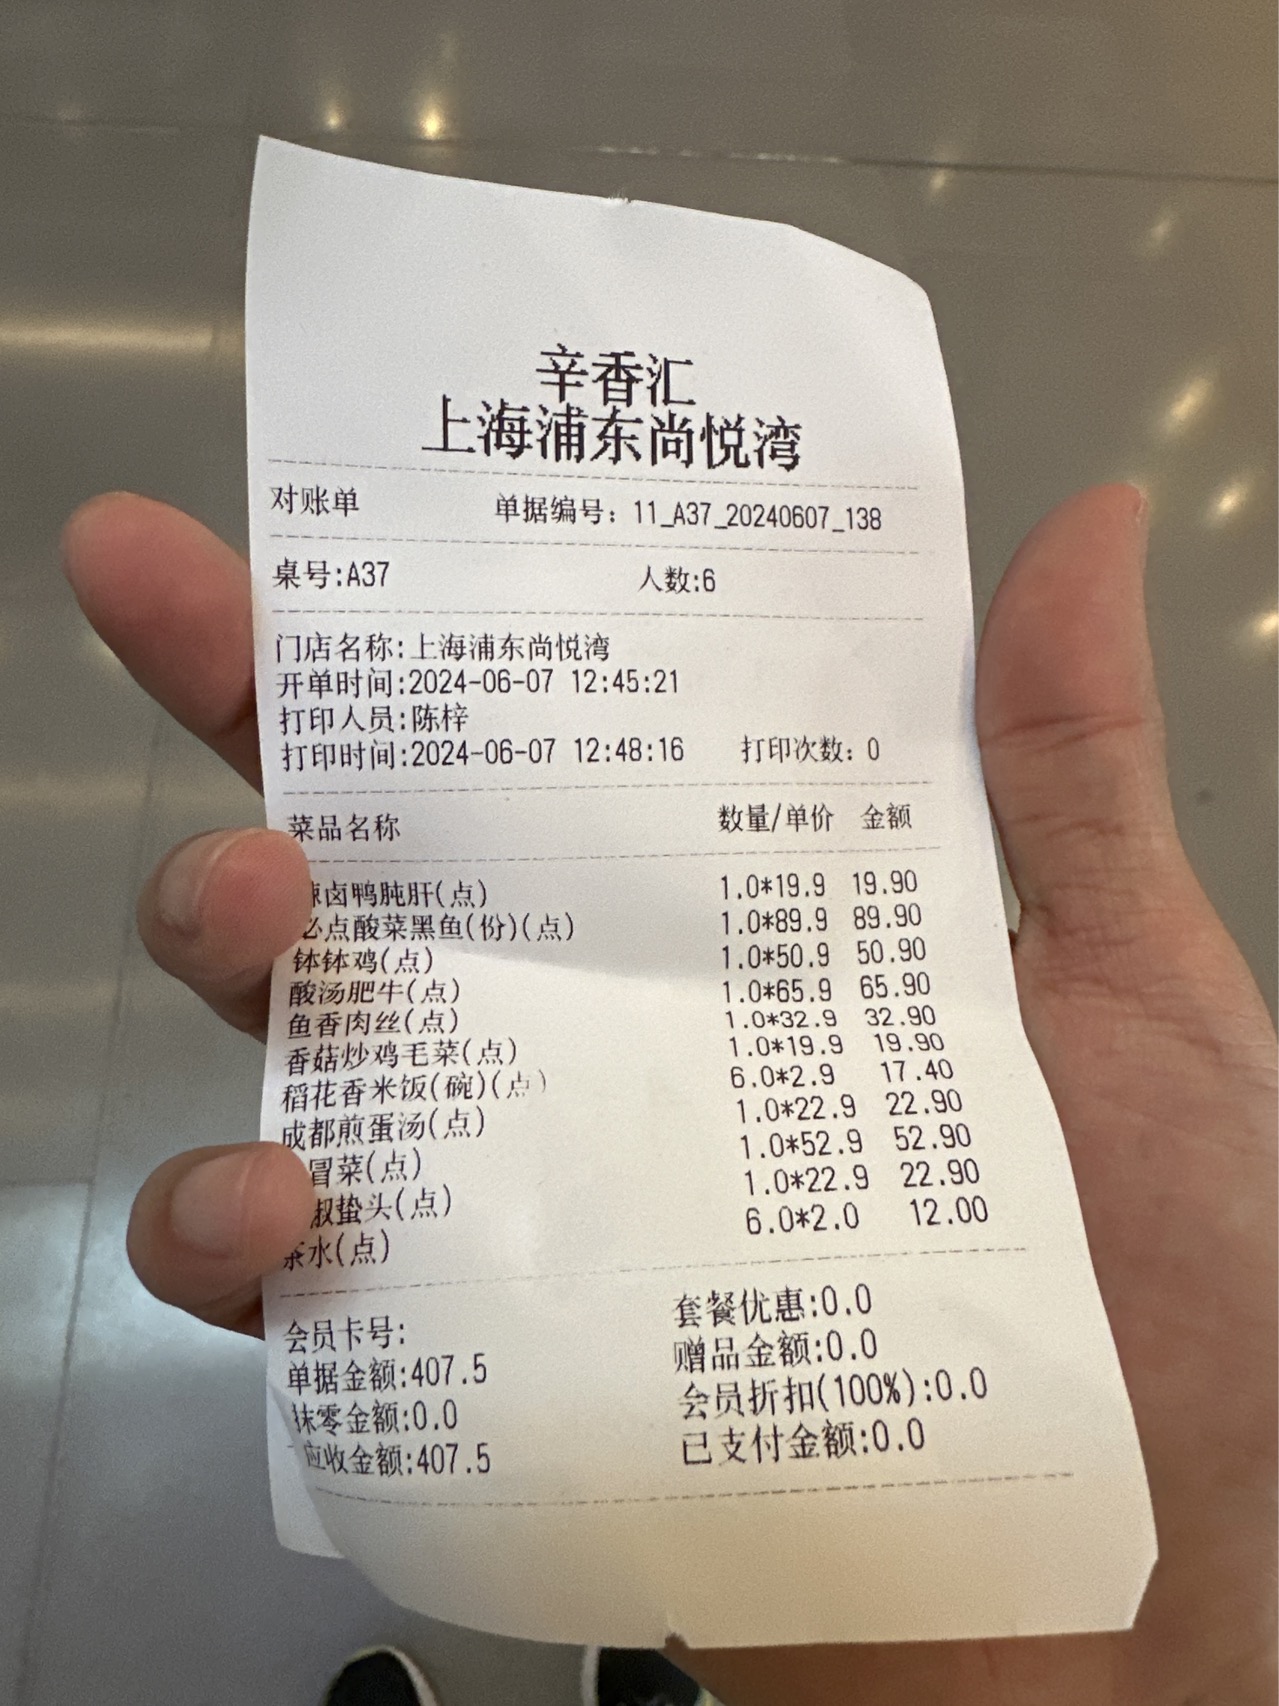 辛香汇
上海浦东尚悦湾
对账单 单据编号：11_A37_20240607_138
桌号:A37 人数:6
门店名称:上海浦东尚悦湾
开单时间:2024-06-07 12:45:21
打印人员:陈梓
打印时间:2024-06-07 12:48:16 打印次数：0
菜品名称 数量/单价 金额
卤鸭肫肝(点) 1.0*19.9 19.90
必点酸菜黑鱼(份)(点) 1.0*89.9 89.90
钵钵鸡(点) 1.0*50.9 50.90
酸汤肥牛(点) 1.0*65.9 65.90
鱼香肉丝(点) 1.0*32.9 32.90
香菇炒鸡毛菜(点) 1.0*19.9 19.90
稻花香米饭(碗)(点) 6.0*2.9 17.40
成都煎蛋汤(点) 1.0*22.9 22.90
冒菜(点) 1.0*52.9 52.90
椒蛰头(点) 1.0*22.9 22.90
茶水(点) 6.0*2.0 12.00
会员卡号: 套餐优惠:0.0
单据金额:407.5 赠品金额:0.0
抹零金额:0.0 会员折扣(100%):0.0
应收金额:407.5 已支付金额:0.0